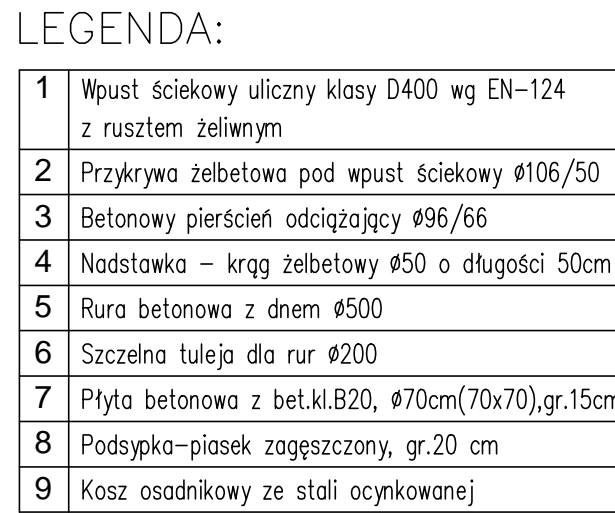 LEGENDA:
1 Wpust ściekowy uliczny klasy D400 wg EN–124
z rusztem żeliwnym
2 Przykrywa żelbetowa pod wpust ściekowy ø106/50
3 Betonowy pierścień odciążający ø96/66
4 Nadstawka – krąg żelbetowy ø50 o długości 50cm
5 Rura betonowa z dnem ø500
6 Szczelna tuleja dla rur ø200
7 Płyta betonowa z bet.kl.B20, ø70cm(70x70),gr.15cm
8 Podsypka–piasek zagęszczony, gr.20 cm
9 Kosz osadnikowy ze stali ocynkowanej